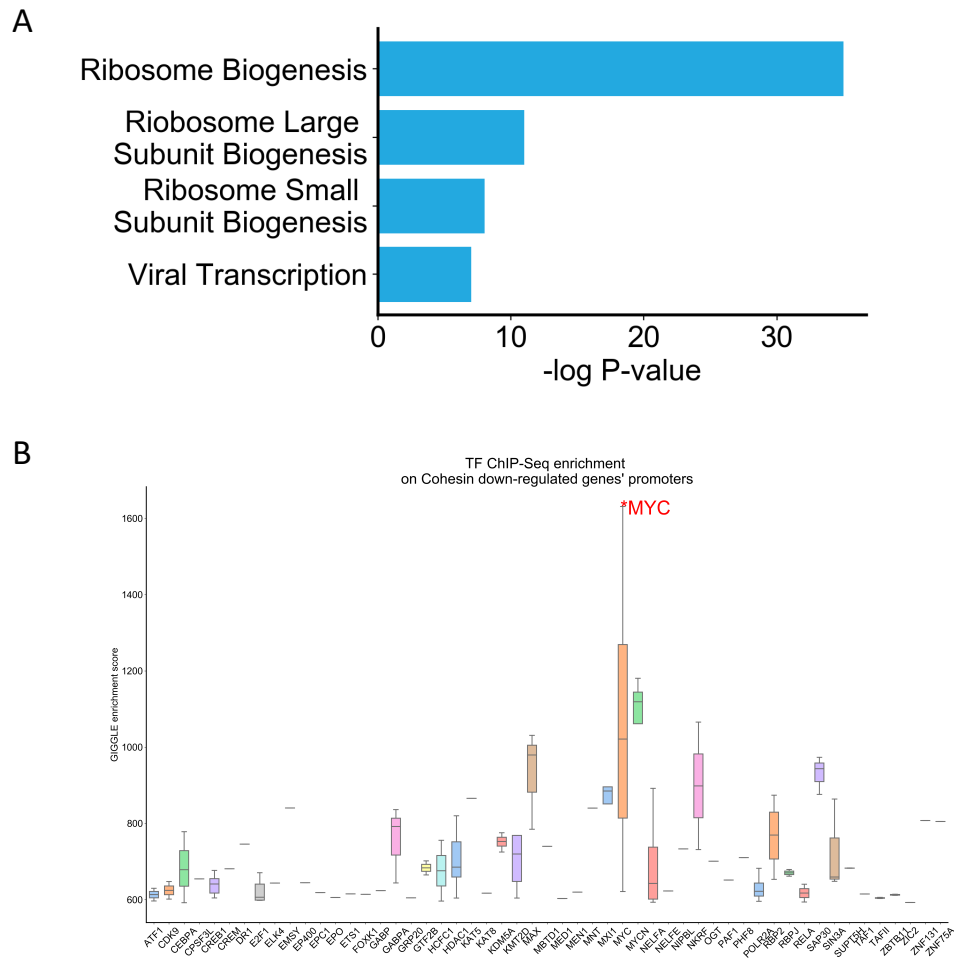 A
Ribosome Biogenesis
Riobosome Large
Subunit Biogenesis
Ribosome Small
Subunit Biogenesis
Viral Transcription
0 10 20 30
-log P-value
B
TF ChIP-Seq enrichment
on Cohesin down-regulated genes' promoters
*MYC
1600
1400
1200
1000
800
600
GIGGLE enrichment score
ATF1
CDK9
CEBPA
CPSF3L
CREB1
CREM
DR1
E2F1
ELK4
EMSY
EP400
EPC1
EPO
ETS1
FOXK1
GABP
GABPA
GRP20
GTF2B
HCFC1
HDAC1
KAT5
KAT8
KDM5A
KMT2D
MAX
MBTD1
MED1
MEN1
MNT
MXI1
MYC
MYCN
NELFA
NELFE
NIPBL
NKRF
OGT
PAF1
PHF8
POLR2A
RBP2
RBPJ
RELA
SAP30
SIN3A
SUPT5H
TAF1
TAFII
ZBTB11
ZIC2
ZNF131
ZNF75A